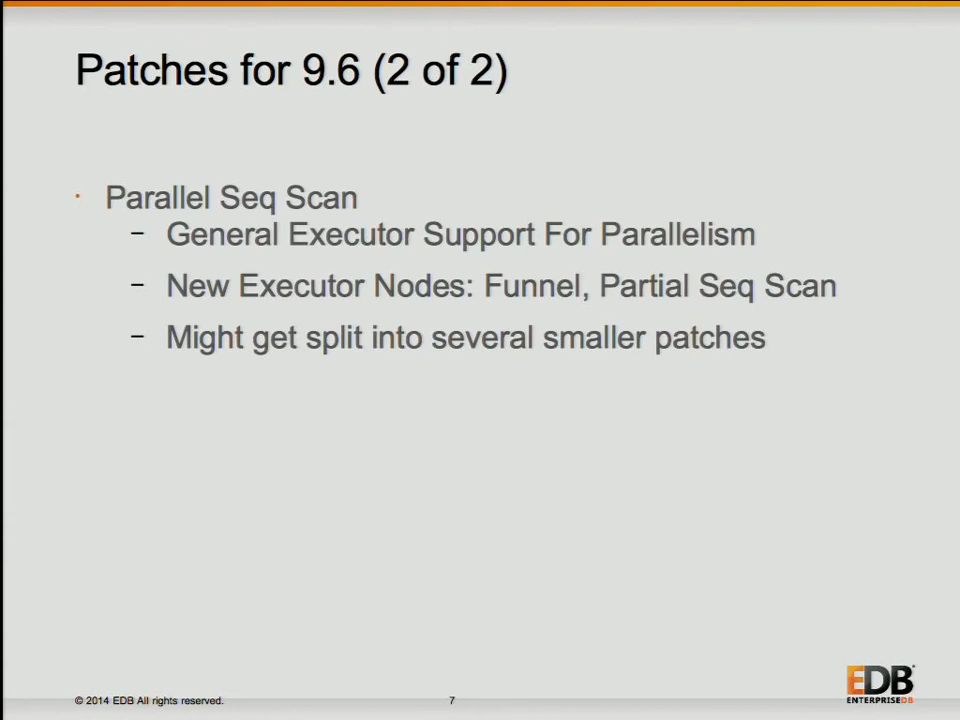 Patches for 9.6 (2 of 2)
· Parallel Seq Scan
– General Executor Support For Parallelism
– New Executor Nodes: Funnel, Partial Seq Scan
– Might get split into several smaller patches
© 2014 EDB All rights reserved.
7
EDB
ENTERPRISEDB